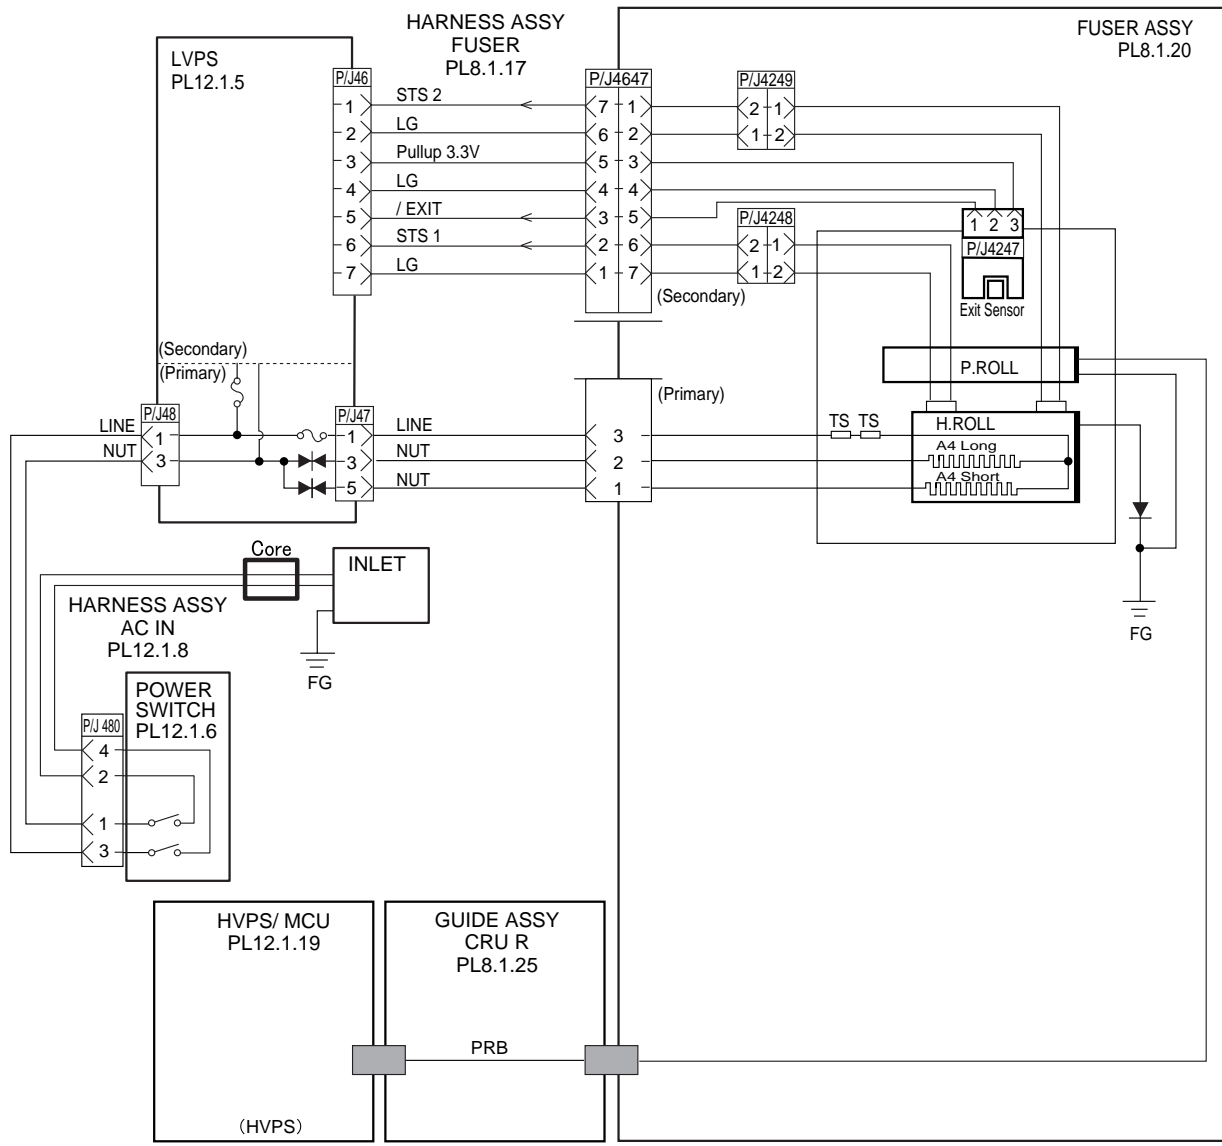 HARNESS ASSY
FUSER
PL8.1.17
FUSER ASSY
PL8.1.20
LVPS
PL12.1.5
P/J46
1 STS 2
2 LG
3 Pullup 3.3V
4 LG
5 / EXIT
6 STS 1
7 LG
P/J4647
7 1
6 2
5 3
4 4
3 5
2 6
1 7
(Secondary)
P/J4249
2 1
1 2
P/J4248
2 1
1 2
1 2 3
P/J4247
Exit Sensor
(Secondary)
(Primary)
P/J48
LINE 1
NUT 3
P/J47
1 LINE
3 NUT
5 NUT
(Primary)
3
2
1
TS TS
P.ROLL
H.ROLL
A4 Long
A4 Short
FG
Core
INLET
FG
HARNESS ASSY
AC IN
PL12.1.8
POWER
SWITCH
PL12.1.6
P/J 480
4
2
1
3
HVPS/ MCU
PL12.1.19
(HVPS)
GUIDE ASSY
CRU R
PL8.1.25
PRB